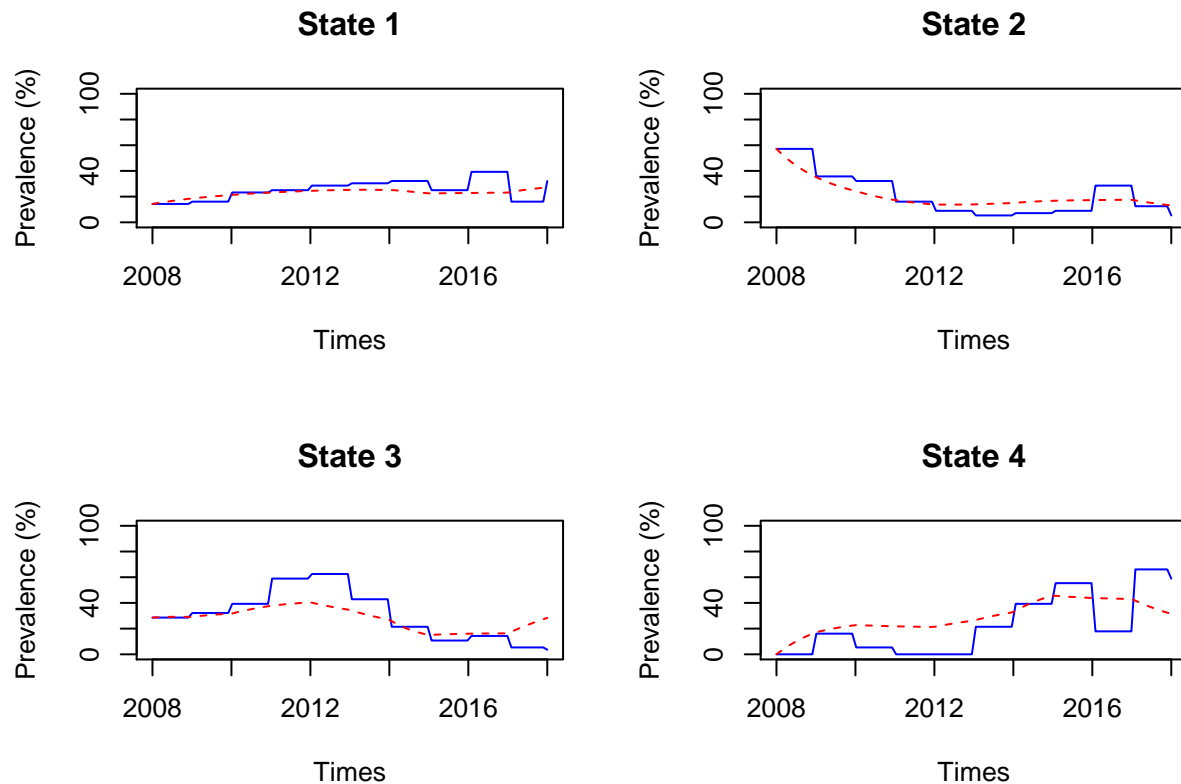 State 1
Prevalence (%)
100
40
0
2008 2012 2016
Times
State 2
Prevalence (%)
100
40
0
2008 2012 2016
Times
State 3
Prevalence (%)
100
40
0
2008 2012 2016
Times
State 4
Prevalence (%)
100
40
0
2008 2012 2016
Times